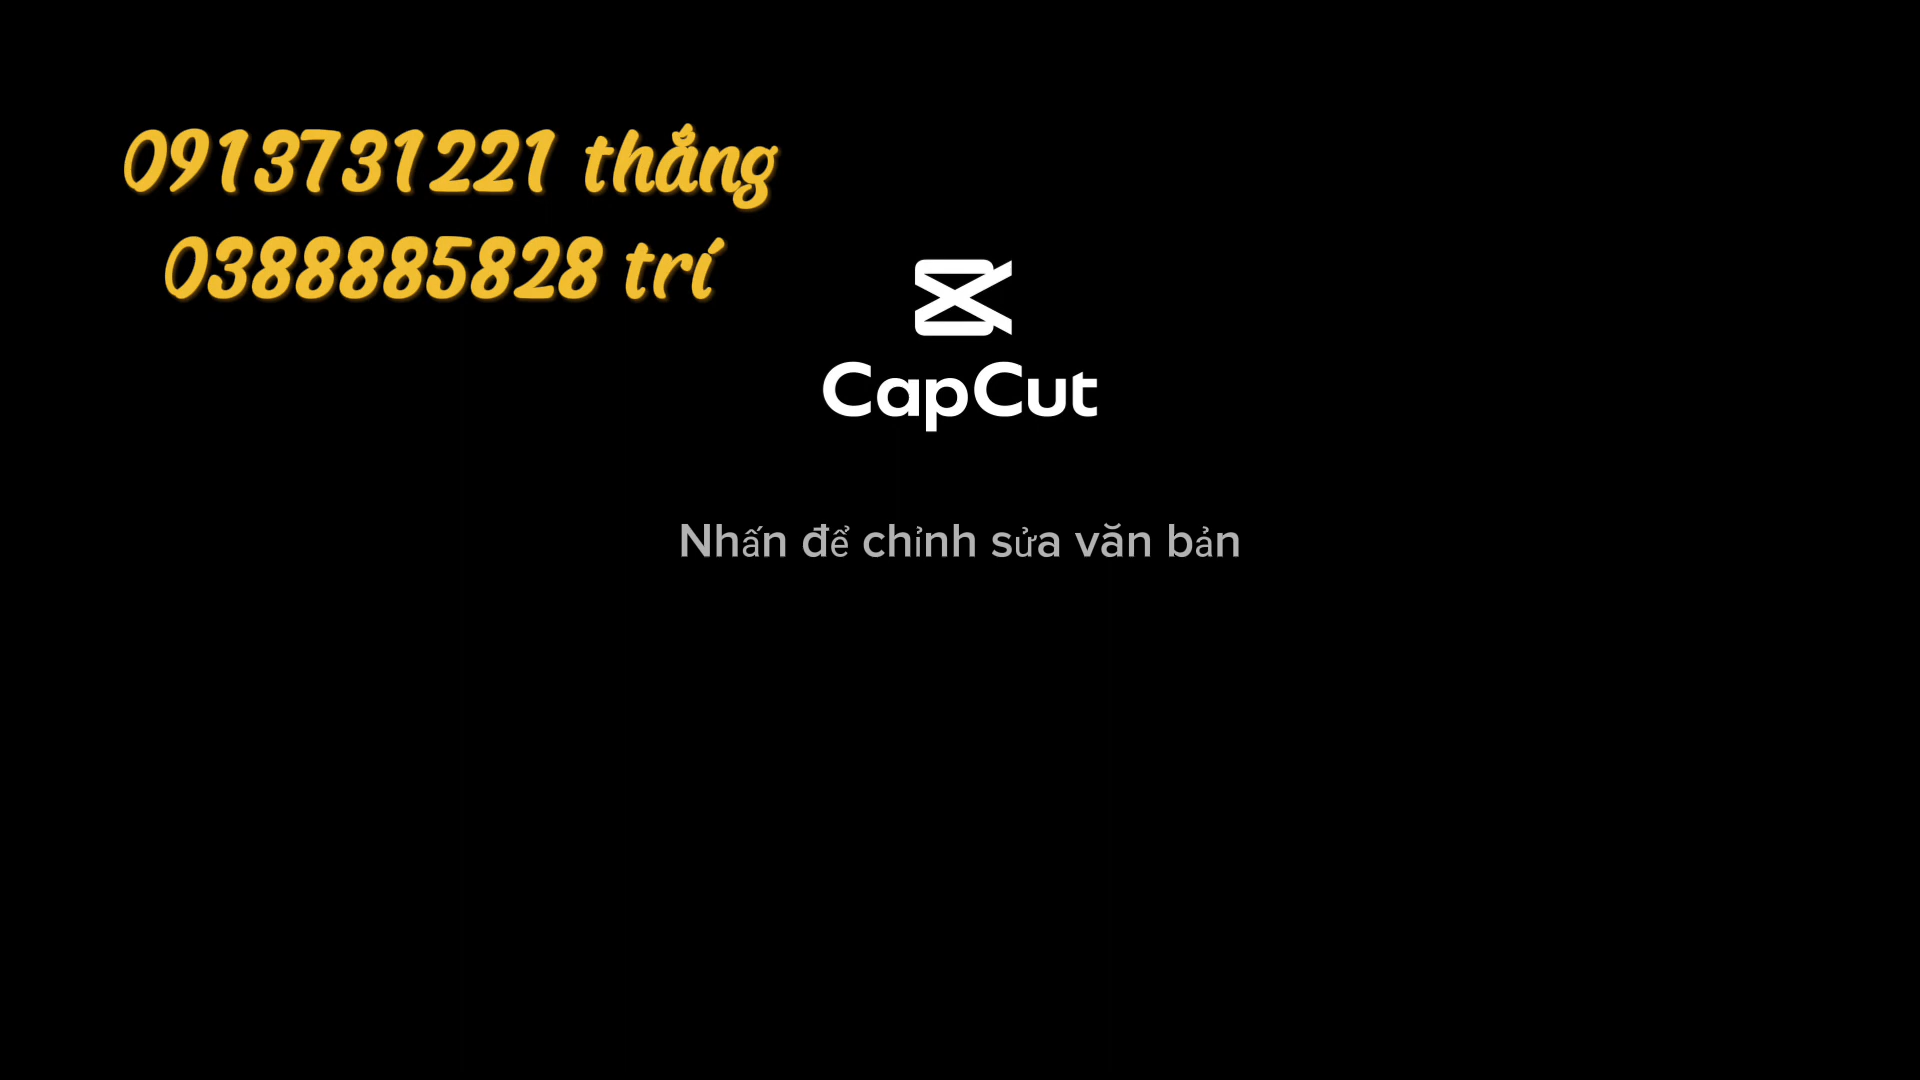 0913731221 thắng
0388885828 trí
CapCut
Nhấn để chỉnh sửa văn bản